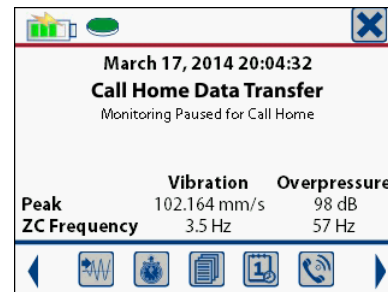 March 17, 2014 20:04:32
Call Home Data Transfer
Monitoring Paused for Call Home
Vibration Overpressure
Peak 102.164 mm/s 98 dB
ZC Frequency 3.5 Hz 57 Hz
1